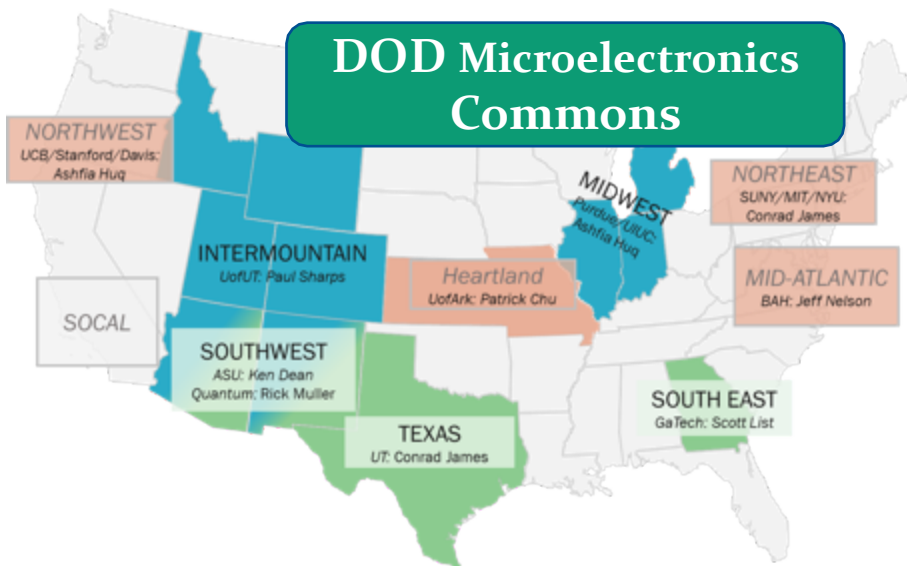 DOD Microelectronics
Commons
NORTHWEST
UCB/Stanford/Davis:
Ashfia Huq
NORTHEAST
SUNY/MIT/NYU:
Conrad James
MIDWEST
Purdue/UIUC:
Ashfia Huq
INTERMOUNTAIN
UofUT: Paul Sharps
Heartland
UofArk: Patrick Chu
MID-ATLANTIC
BAH: Jeff Nelson
SOCAL
SOUTHWEST
ASU: Ken Dean
Quantum: Rick Muller
SOUTH EAST
GaTech: Scott List
TEXAS
UT: Conrad James